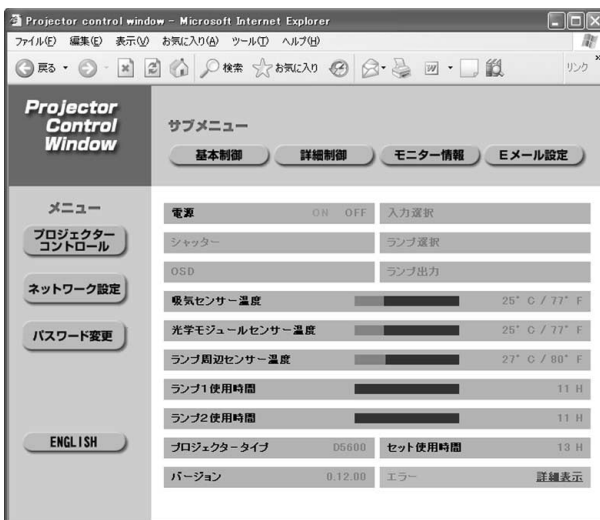 Projector control window - Microsoft Internet Explorer
ファイル(F) 編集(E) 表示(V) お気に入り(A) ツール(T) ヘルプ(H)
戻る 検索 お気に入り リンク
Projector
Control
Window
サブメニュー
基本制御 詳細制御 モニター情報 Eメール設定
メニュー
プロジェクター
コントロール
ネットワーク設定
パスワード変更
ENGLISH
電源 ON OFF 入力選択
シャッター ランプ選択
OSD ランプ出力
吸気センサー温度 25° C / 77° F
光学モジュールセンサー温度 25° C / 77° F
ランプ周辺センサー温度 27° C / 80° F
ランプ1使用時間 11 H
ランプ2使用時間 11 H
プロジェクタータイプ D5600 セット使用時間 13 H
バージョン 0.12.00 エラー 詳細表示